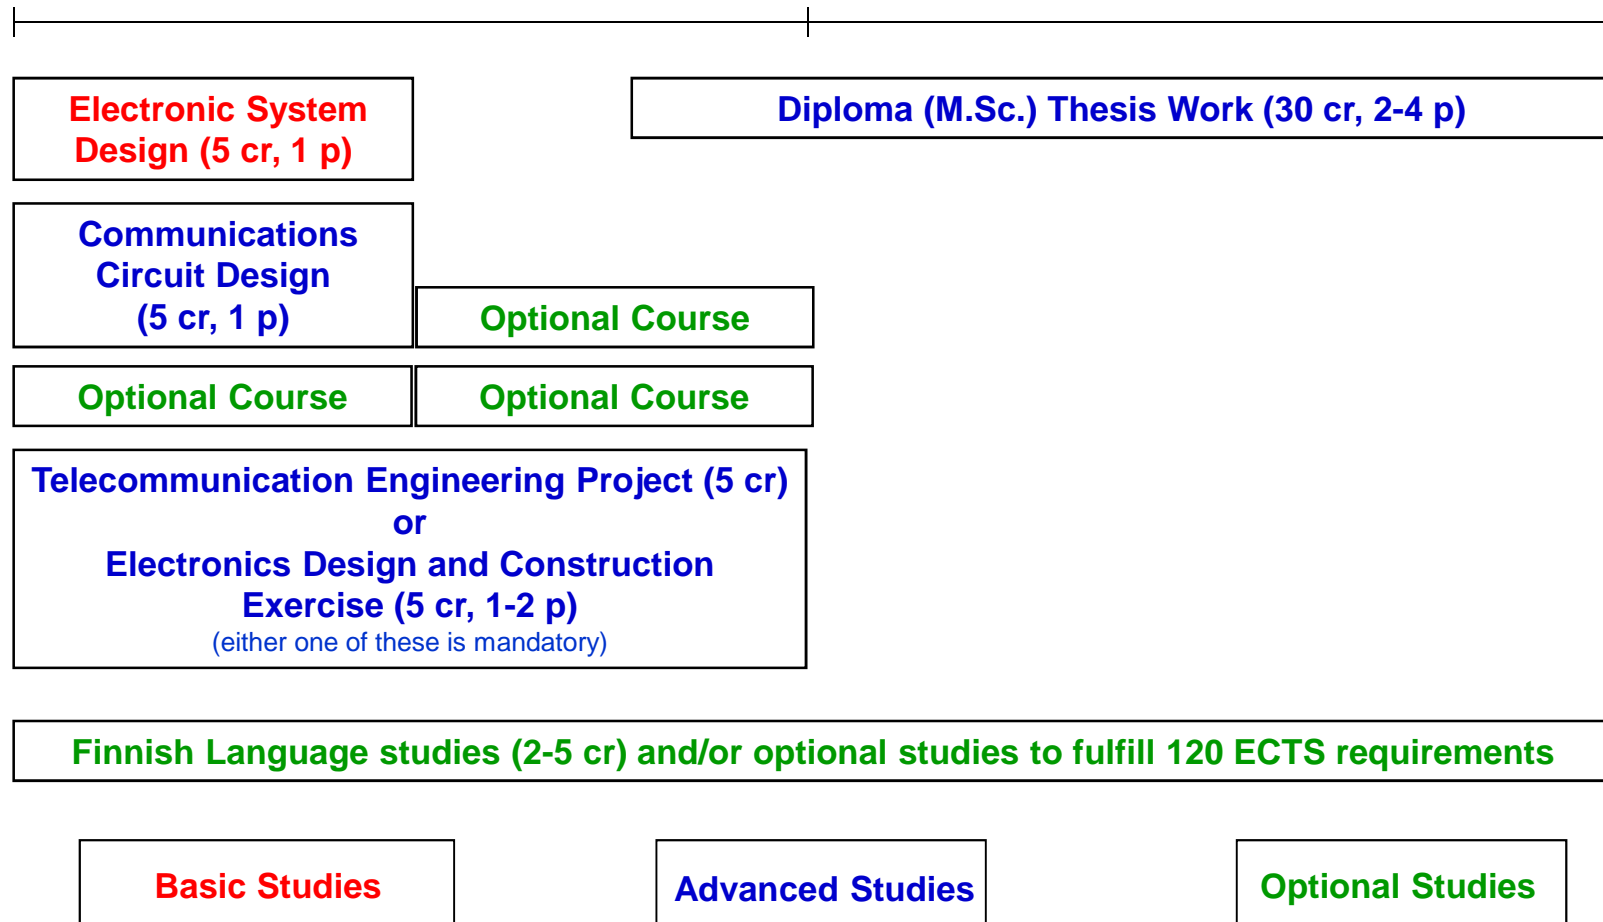 Electronic System
Design (5 cr, 1 p)
Diploma (M.Sc.) Thesis Work (30 cr, 2-4 p)
Communications
Circuit Design
(5 cr, 1 p)
Optional Course
Optional Course
Optional Course
Telecommunication Engineering Project (5 cr)
or
Electronics Design and Construction
Exercise (5 cr, 1-2 p)
(either one of these is mandatory)
Finnish Language studies (2-5 cr) and/or optional studies to fulfill 120 ECTS requirements
Basic Studies
Advanced Studies
Optional Studies